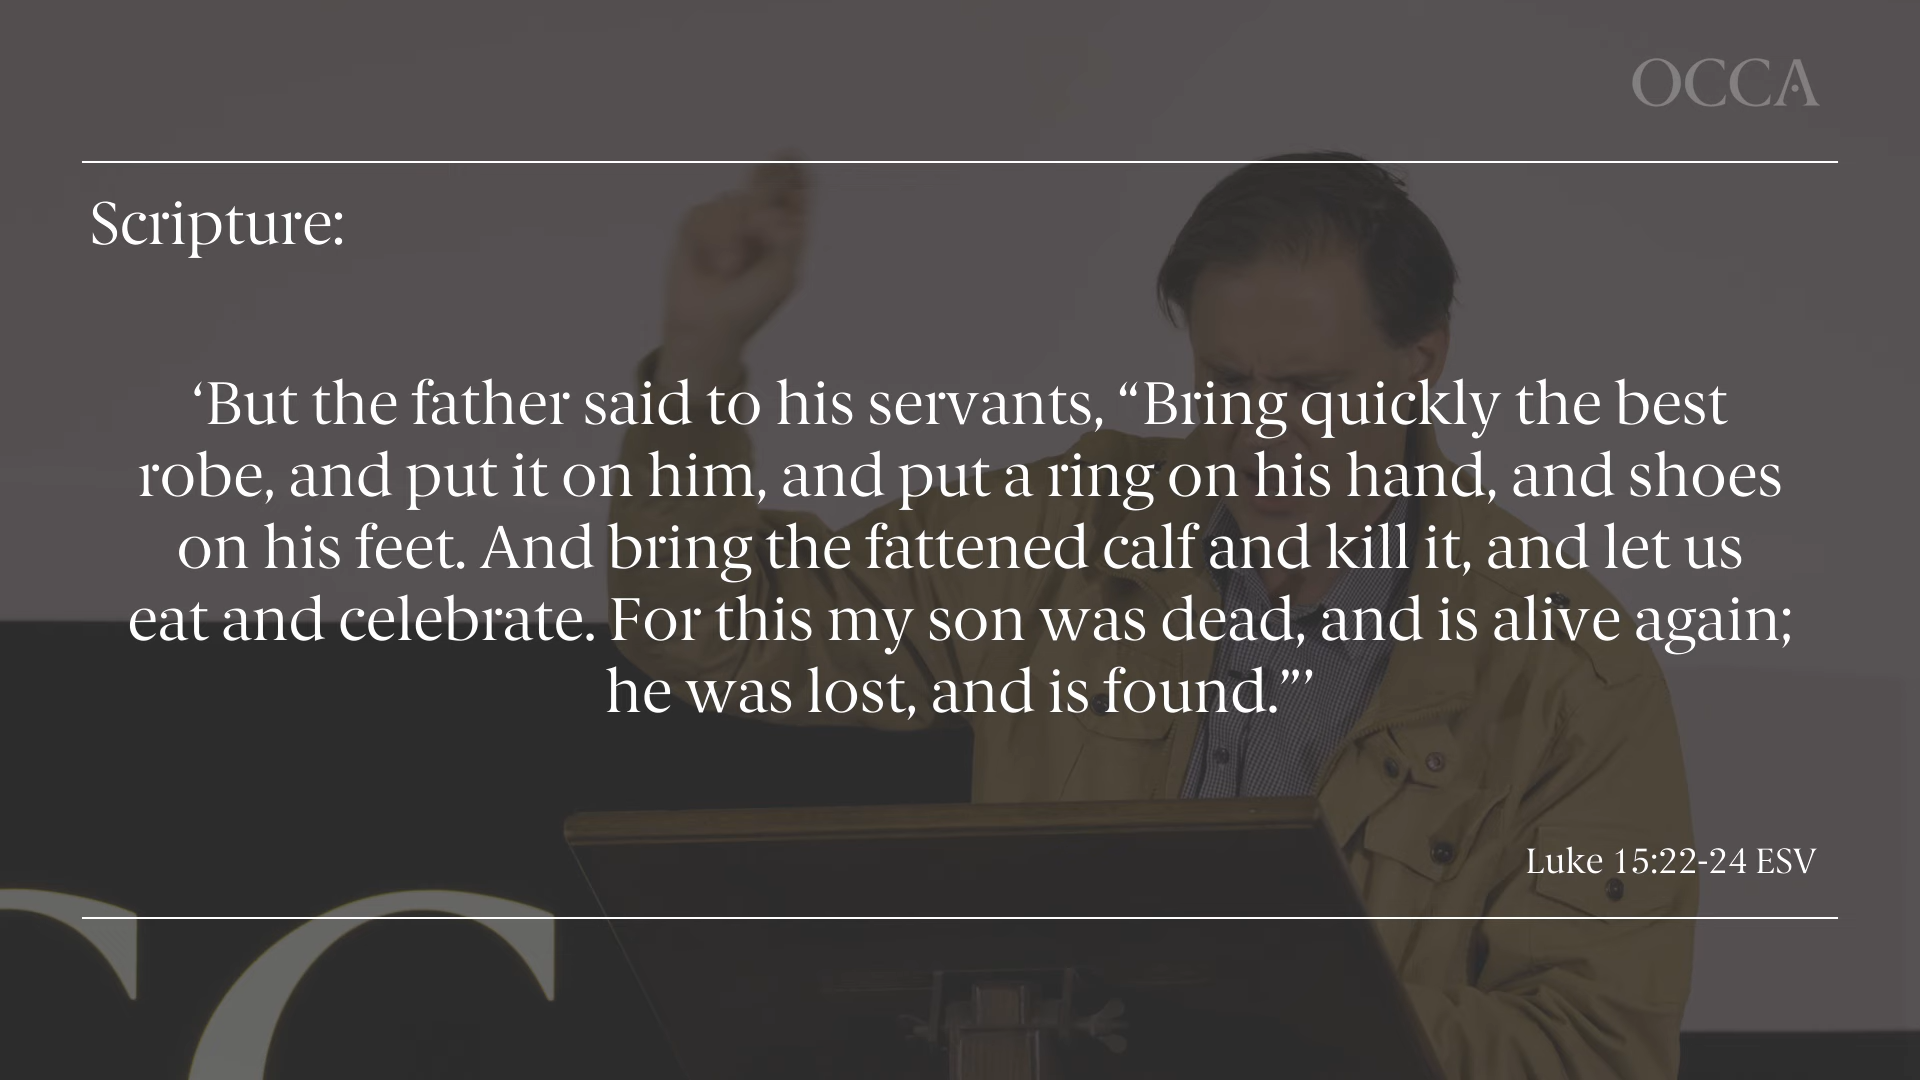 OCCA
Scripture:
‘But the father said to his servants, “Bring quickly the best
robe, and put it on him, and put a ring on his hand, and shoes
on his feet. And bring the fattened calf and kill it, and let us
eat and celebrate. For this my son was dead, and is alive again;
he was lost, and is found.”’
Luke 15:22-24 ESV
CC